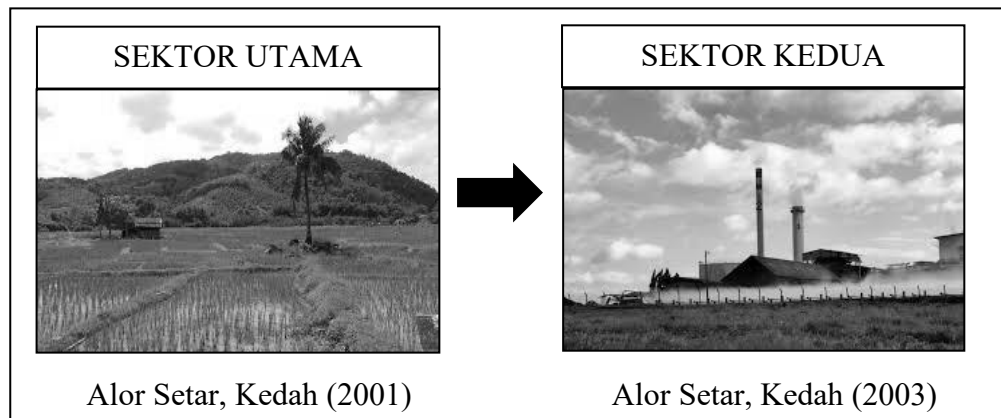 SEKTOR UTAMA
SEKTOR KEDUA
Alor Setar, Kedah (2001)
Alor Setar, Kedah (2003)